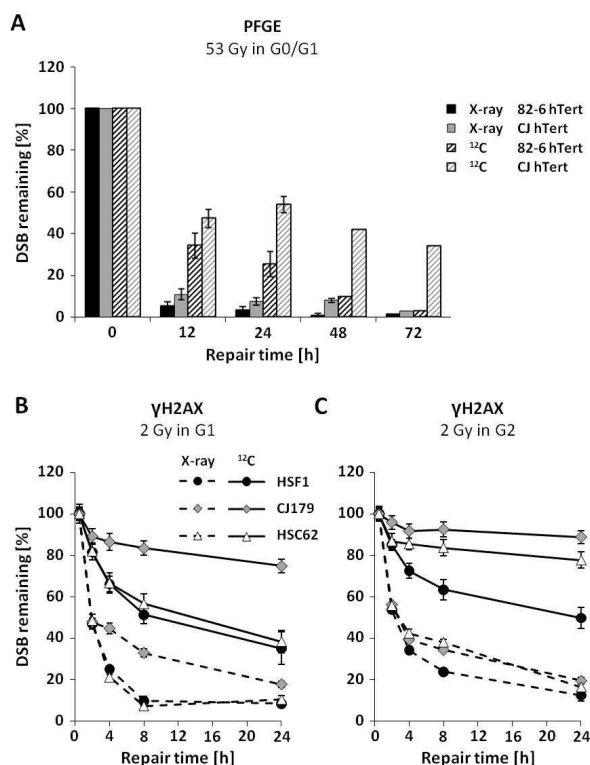 A
PFGE
53 Gy in G0/G1
120
100
80
60
40
20
0
DSB remaining [%]
X-ray 82-6 hTert
X-ray CJ hTert
¹²C 82-6 hTert
¹²C CJ hTert
0 12 24 48 72
Repair time [h]
B
γH2AX
2 Gy in G1
X-ray ¹²C
HSF1
CJ179
HSC62
120
100
80
60
40
20
0
DSB remaining [%]
0 4 8 12 16 20 24
Repair time [h]
C
γH2AX
2 Gy in G2
120
100
80
60
40
20
0
0 4 8 12 16 20 24
Repair time [h]